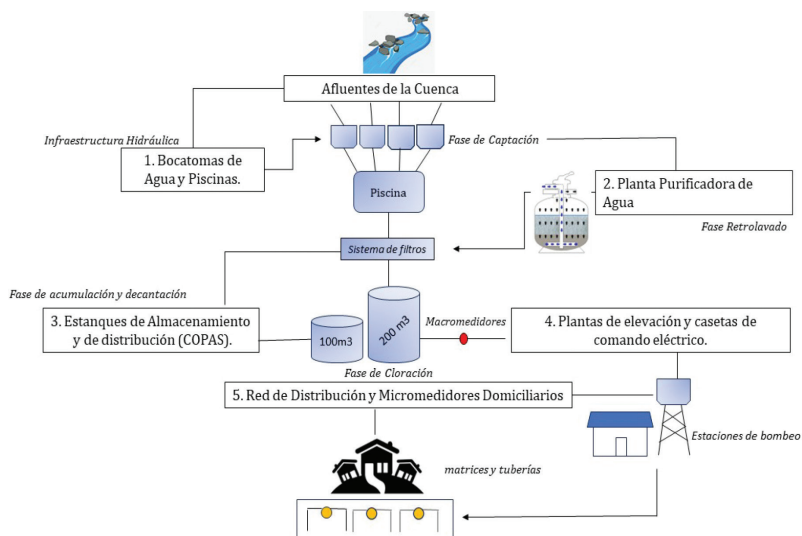 Afluentes de la Cuenca
Infraestructura Hidráulica
Fase de Captación
1. Bocatomas de
Agua y Piscinas.
Piscina
2. Planta Purificadora de
Agua
Fase Retrolavado
Sistema de filtros
Fase de acumulación y decantación
3. Estanques de Almacenamiento
y de distribución (COPAS).
100m3
200 m3
Macromedidores
4. Plantas de elevación y casetas de
comando eléctrico.
Fase de Cloración
5. Red de Distribución y Micromedidores Domiciliarios
Estaciones de bombeo
matrices y tuberías